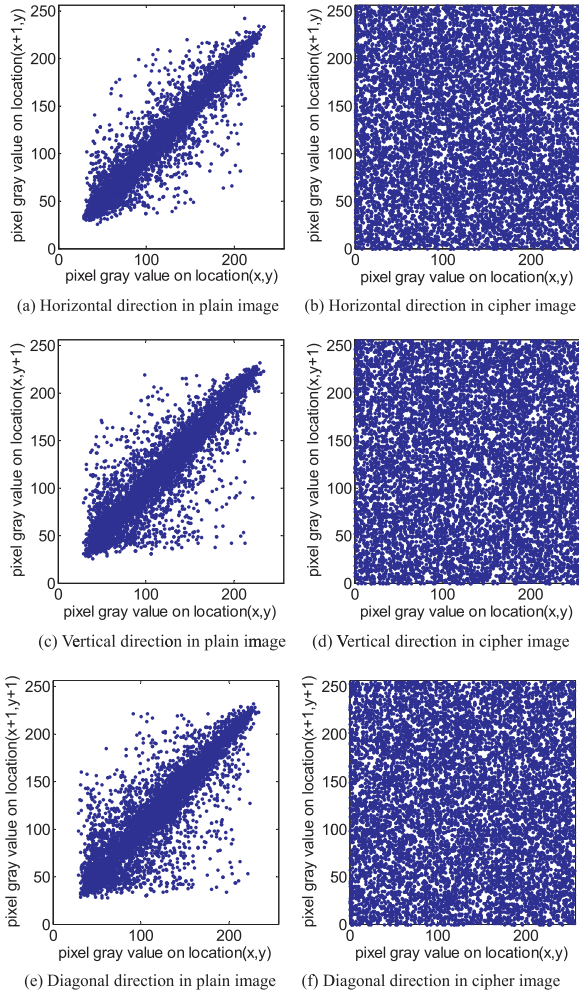 pixel gray value on location(x+1,y)
250
200
150
100
50
0
0 100 200
pixel gray value on location(x,y)
(a) Horizontal direction in plain image
pixel gray value on location(x+1,y)
250
200
150
100
50
0
0 100 200
pixel gray value on location(x,y)
(b) Horizontal direction in cipher image
pixel gray value on location(x,y+1)
250
200
150
100
50
0
0 100 200
pixel gray value on location(x,y)
(c) Vertical direction in plain image
pixel gray value on location(x,y+1)
250
200
150
100
50
0
0 100 200
pixel gray value on location(x,y)
(d) Vertical direction in cipher image
pixel gray value on location(x+1,y+1)
250
200
150
100
50
0
0 100 200
pixel gray value on location(x,y)
(e) Diagonal direction in plain image
pixel gray value on location(x+1,y+1)
250
200
150
100
50
0
0 100 200
pixel gray value on location(x,y)
(f) Diagonal direction in cipher image